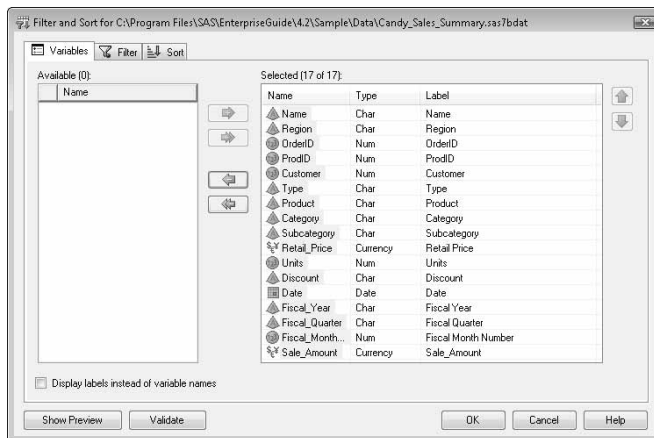 Filter and Sort for C:\Program Files\SAS\EnterpriseGuide\4.2\Sample\Data\Candy_Sales_Summary.sas7bdat
Variables Filter Sort
Available (0): Selected (17 of 17):
Name Name Type Label
Name Char Name
Region Char Region
OrderID Num OrderID
ProdID Num ProdID
Customer Num Customer
Type Char Type
Product Char Product
Category Char Category
Subcategory Char Subcategory
Retail_Price Currency Retail Price
Units Num Units
Discount Char Discount
Date Date Date
Fiscal_Year Char Fiscal Year
Fiscal_Quarter Char Fiscal Quarter
Fiscal_Month... Num Fiscal Month Number
Sale_Amount Currency Sale_Amount
Display labels instead of variable names
Show Preview Validate OK Cancel Help